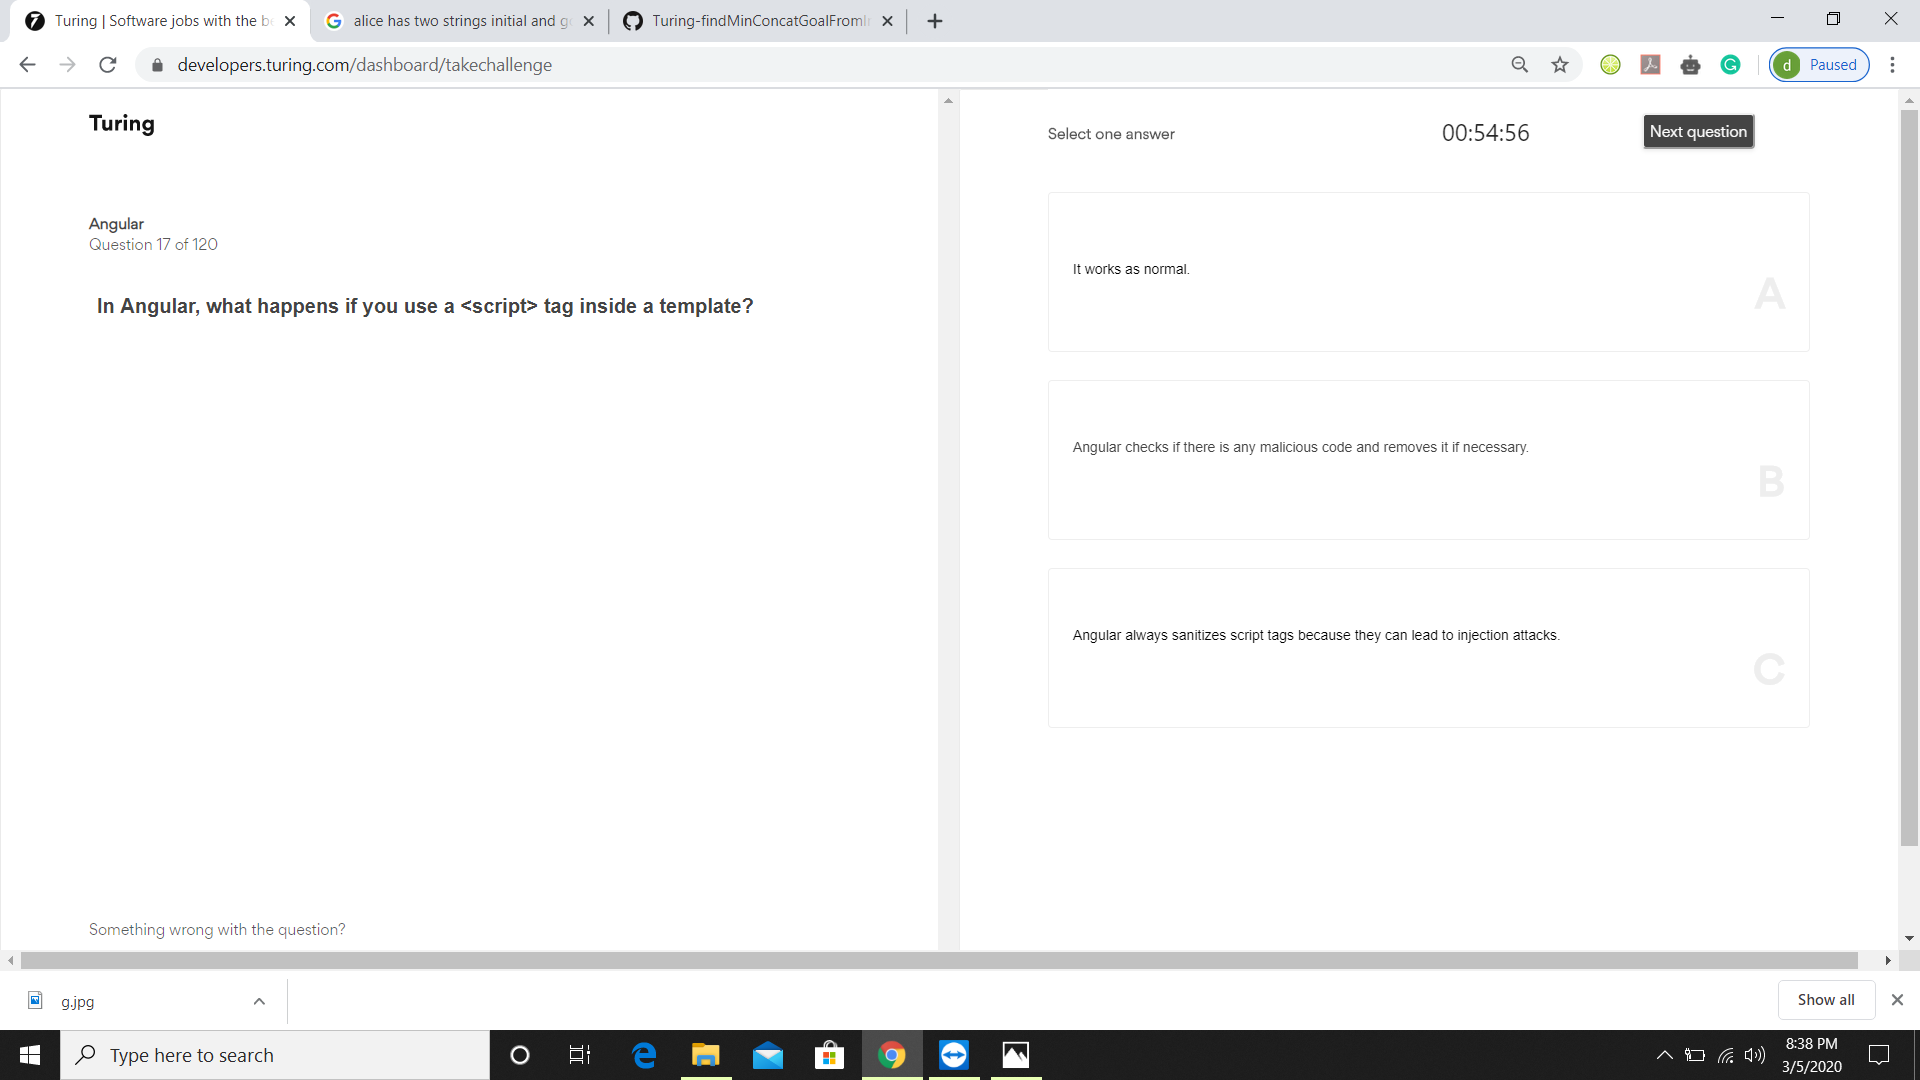 Turing | Software jobs with the b
alice has two strings initial and g
Turing-findMinConcatGoalFromI
developers.turing.com/dashboard/takechallenge
d Paused
Turing
Select one answer
00:54:56
Next question
Angular
Question 17 of 120
In Angular, what happens if you use a <script> tag inside a template?
It works as normal.
A
Angular checks if there is any malicious code and removes it if necessary.
B
Angular always sanitizes script tags because they can lead to injection attacks.
C
Something wrong with the question?
g.jpg
Show all
Type here to search
8:38 PM
3/5/2020